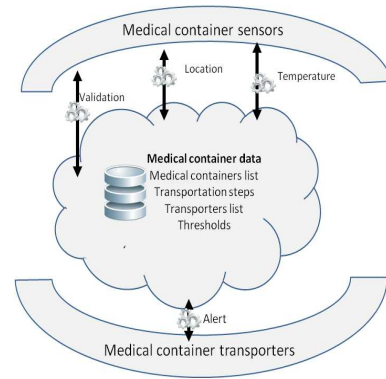 Medical container sensors
Location
Temperature
Validation
Medical container data
Medical containers list
Transportation steps
Transporters list
Thresholds
Alert
Medical container transporters